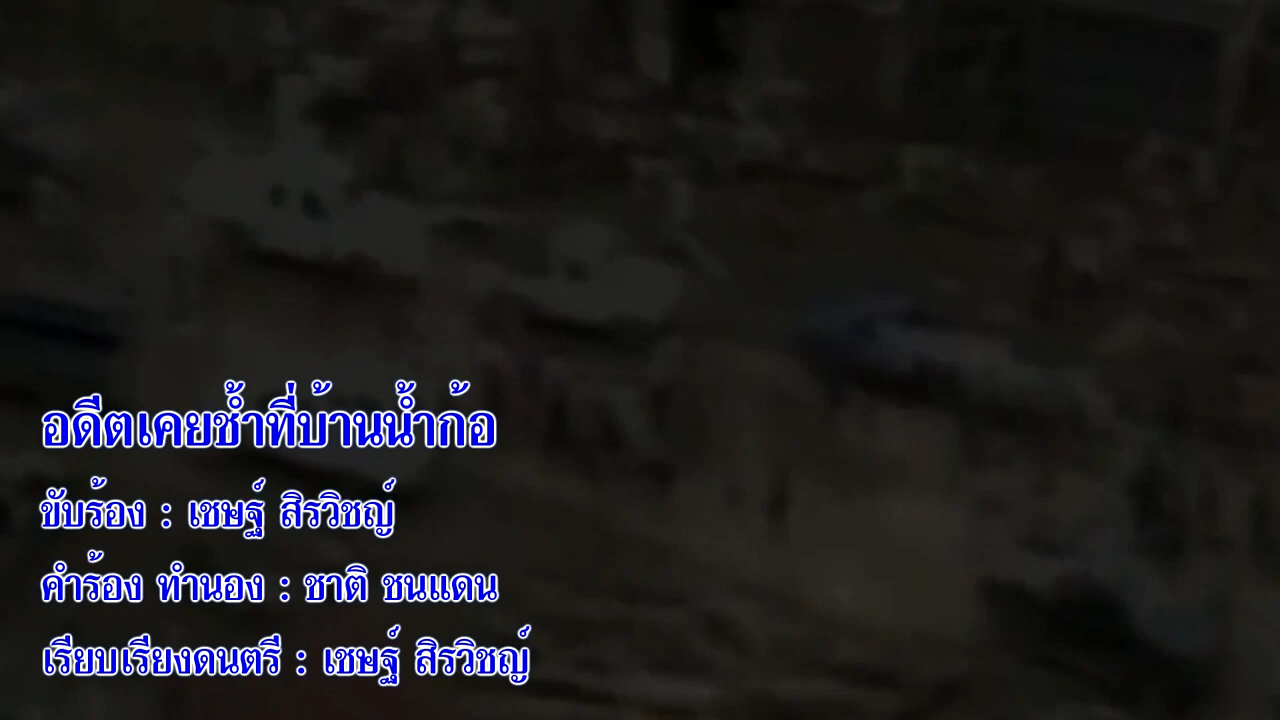 อดีตเคยช้ำที่บ้านน้ำก้อ
ขับร้อง : เชษฐ์ สิรวิชญ์
คำร้อง ทำนอง : ชาติ ชนแดน
เรียบเรียงดนตรี : เชษฐ์ สิรวิชญ์